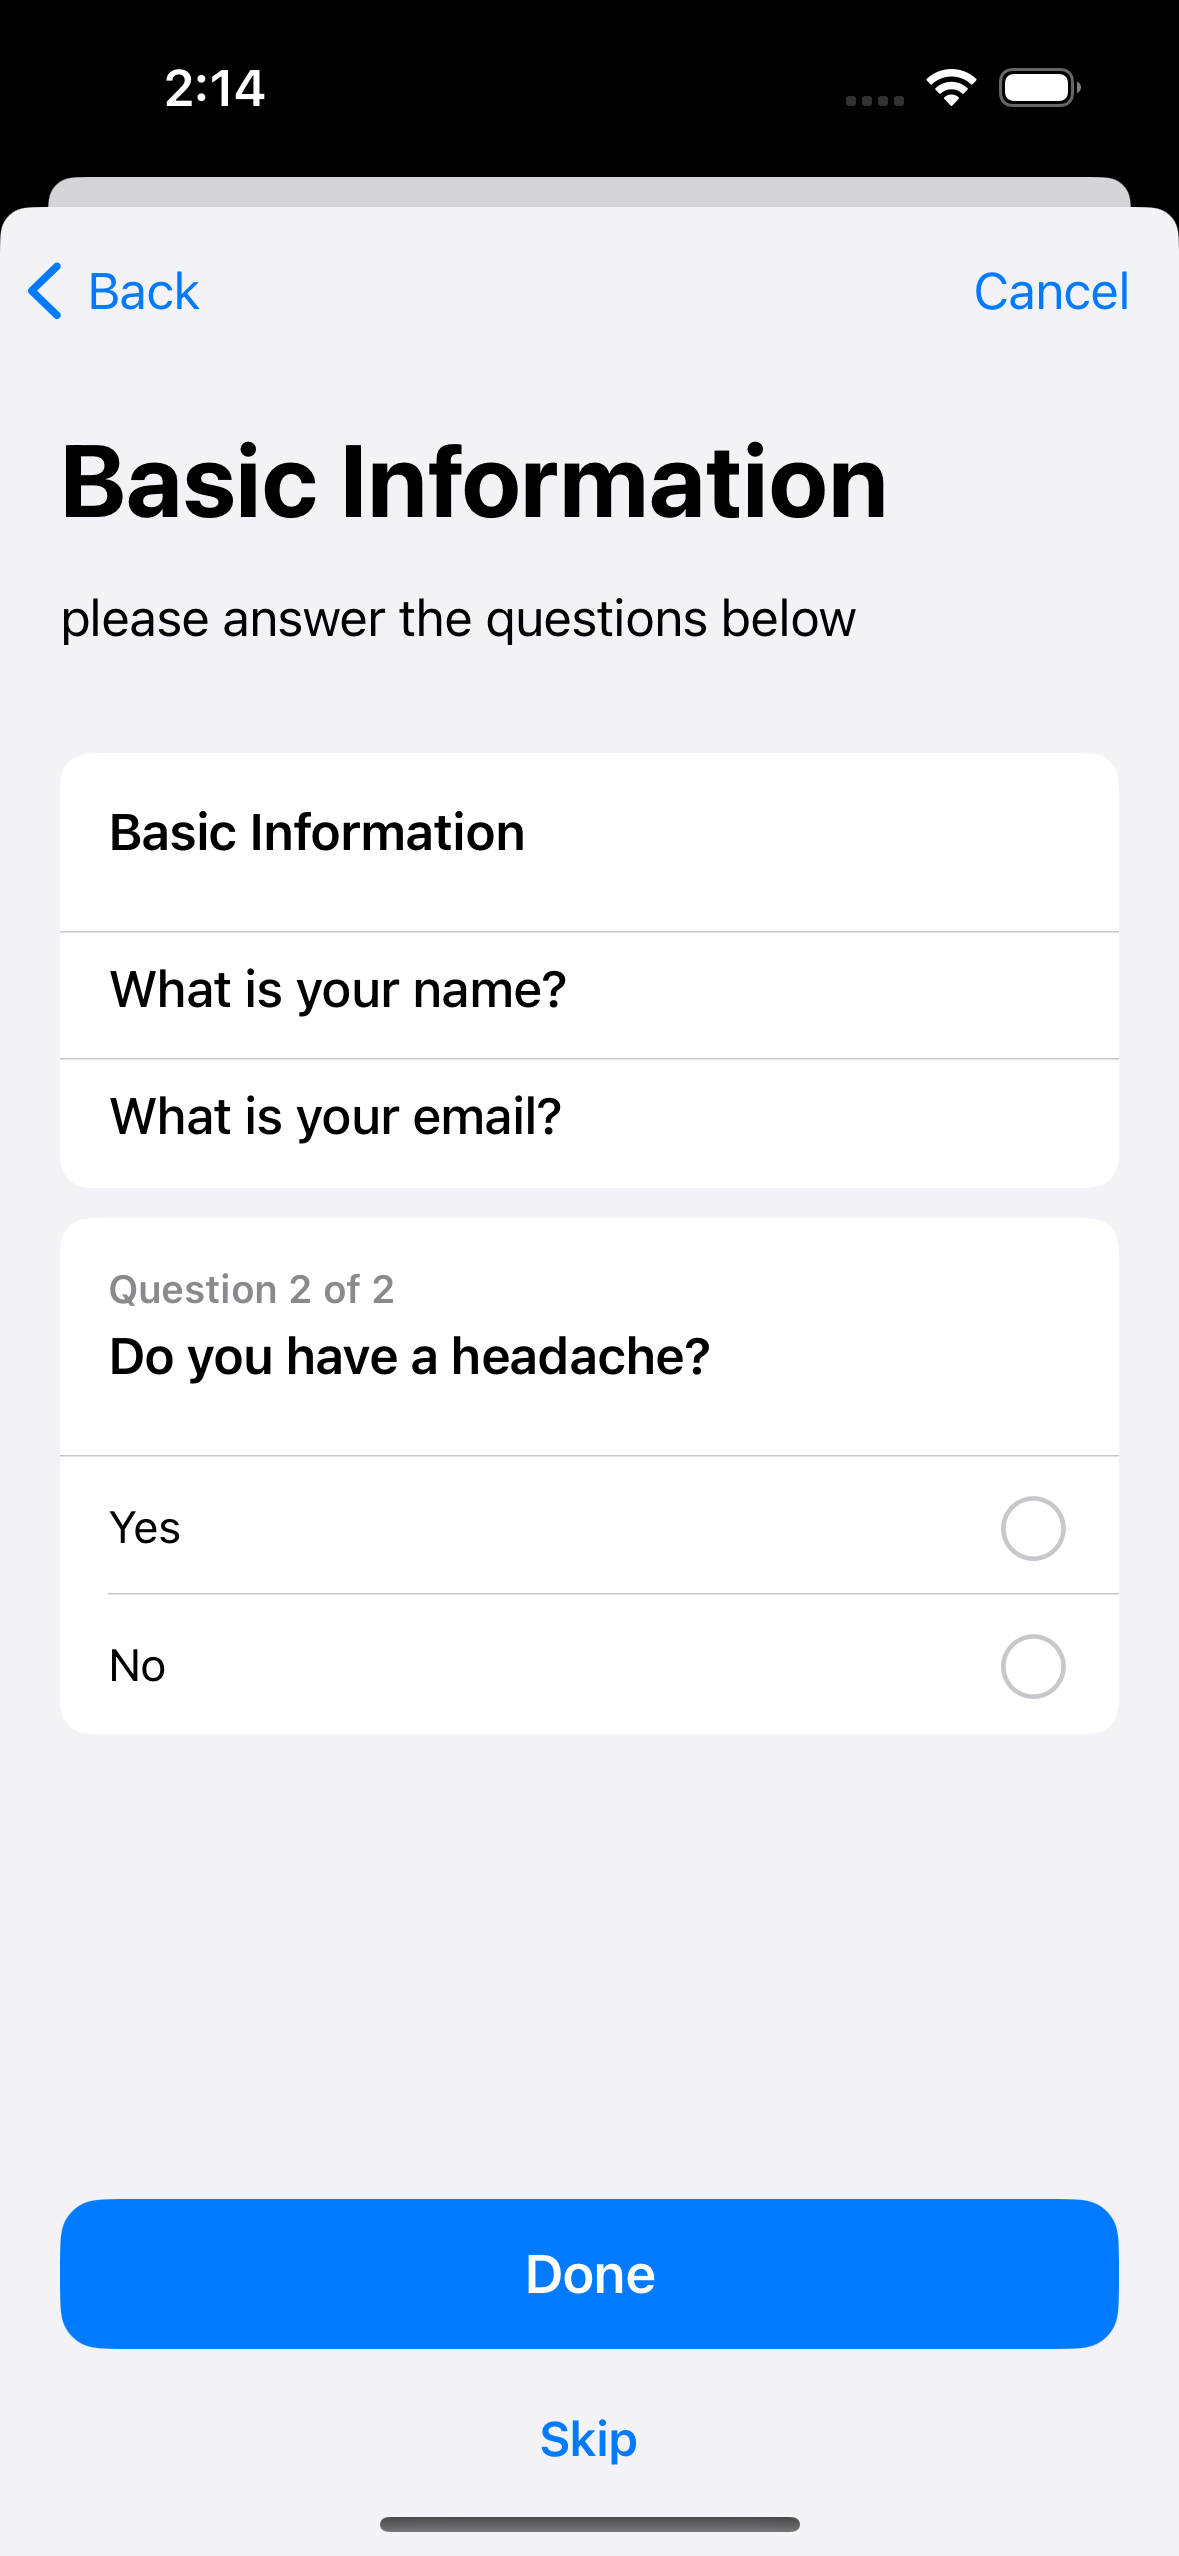 2:14
Back
Cancel
Basic Information
please answer the questions below
Basic Information
What is your name?
What is your email?
Question 2 of 2
Do you have a headache?
Yes
No
Done
Skip